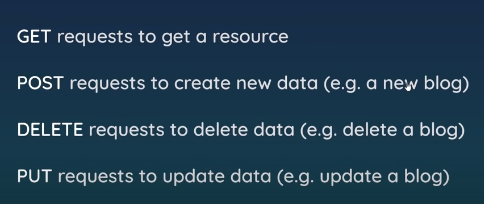 GET requests to get a resource
POST requests to create new data (e.g. a new blog)
DELETE requests to delete data (e.g. delete a blog)
PUT requests to update data (e.g. update a blog)